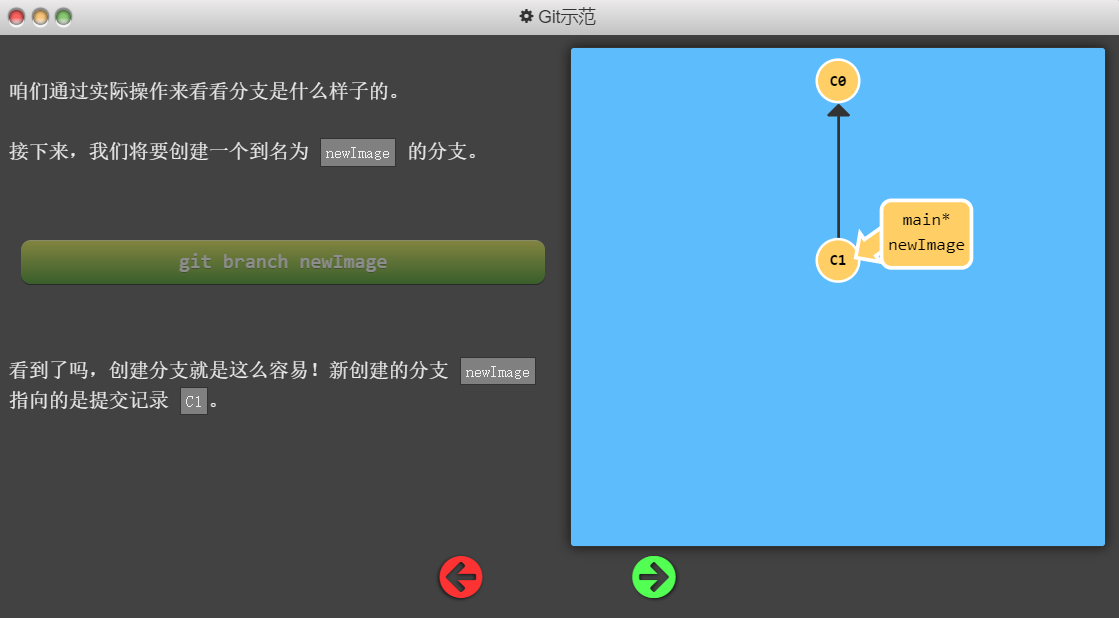 Git示范
咱们通过实际操作来看看分支是什么样子的。
接下来，我们将要创建一个到名为 newImage 的分支。
git branch newImage
看到了吗，创建分支就是这么容易！新创建的分支 newImage
指向的是提交记录 C1。
C0
main*
newImage
C1